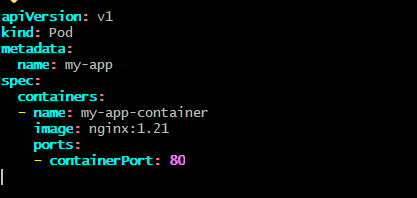 apiVersion: v1
kind: Pod
metadata:
  name: my-app
spec:
  containers:
  - name: my-app-container
    image: nginx:1.21
    ports:
    - containerPort: 80